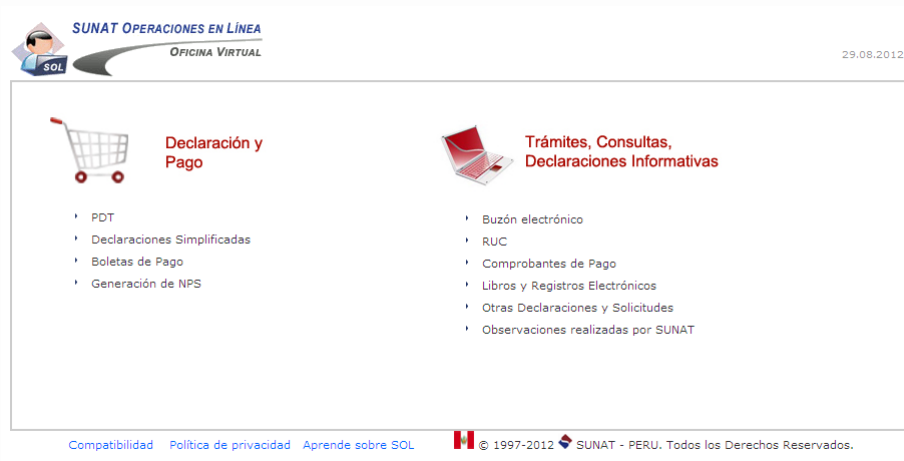 SUNAT OPERACIONES EN LÍNEA
OFICINA VIRTUAL
SOL
29.08.2012
Declaración y
Pago
PDT
Declaraciones Simplificadas
Boletas de Pago
Generación de NPS
Trámites, Consultas,
Declaraciones Informativas
Buzón electrónico
RUC
Comprobantes de Pago
Libros y Registros Electrónicos
Otras Declaraciones y Solicitudes
Observaciones realizadas por SUNAT
Compatibilidad Política de privacidad Aprende sobre SOL © 1997-2012 SUNAT - PERU. Todos los Derechos Reservados.